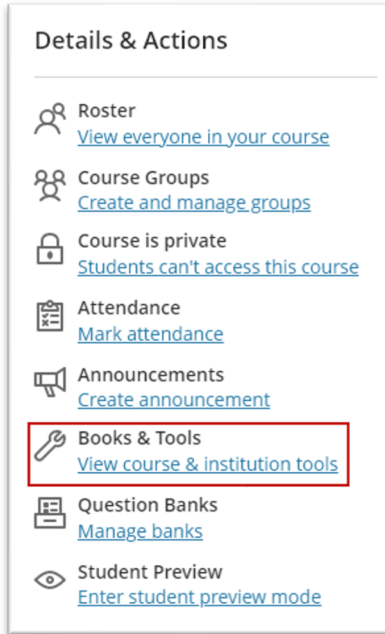 Details & Actions
Roster
View everyone in your course
Course Groups
Create and manage groups
Course is private
Students can't access this course
Attendance
Mark attendance
Announcements
Create announcement
Books & Tools
View course & institution tools
Question Banks
Manage banks
Student Preview
Enter student preview mode